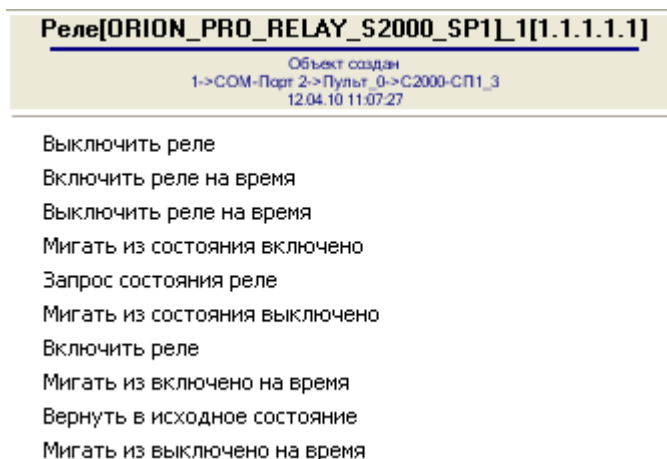 Реле[ORION_PRO_RELAY_S2000_SP1]_1[1.1.1.1.1]
Объект создан
1->COM-Порт 2->Пульт_0->С2000-СП1_3
12.04.10 11:07:27
Выключить реле
Включить реле на время
Выключить реле на время
Мигать из состояния включено
Запрос состояния реле
Мигать из состояния выключено
Включить реле
Мигать из включено на время
Вернуть в исходное состояние
Мигать из выключено на время